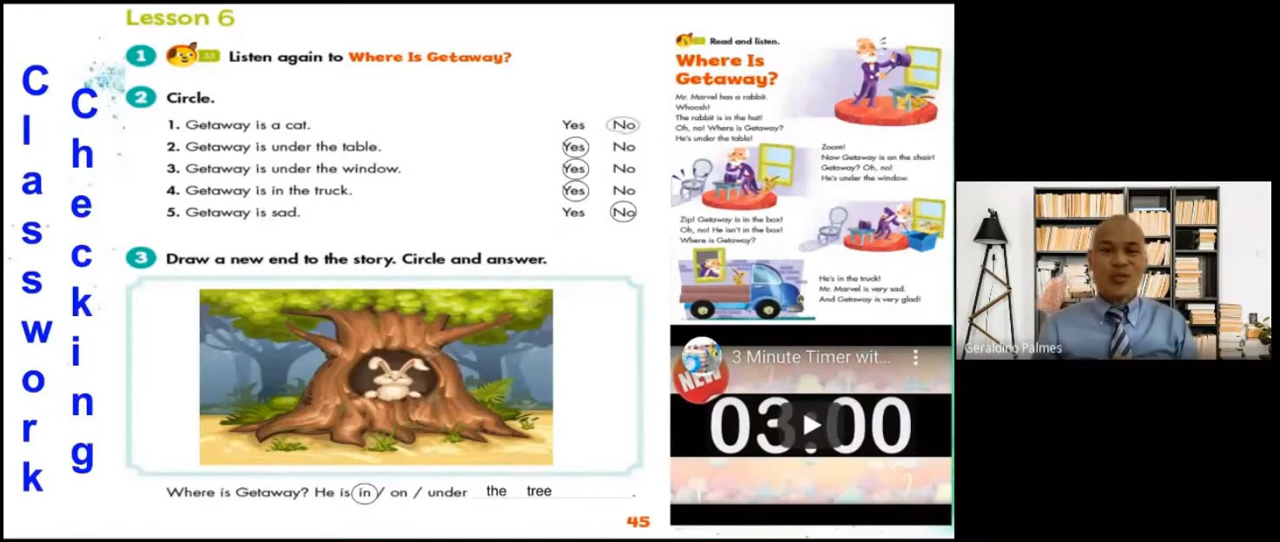 Lesson 6
1 Listen again to Where Is Getaway?
2 Circle.
1. Getaway is a cat. Yes No
2. Getaway is under the table. Yes No
3. Getaway is under the window. Yes No
4. Getaway is in the truck. Yes No
5. Getaway is sad. Yes No
3 Draw a new end to the story. Circle and answer.
Where is Getaway? He is in / on / under the tree .
45
Classwork
Checking
Read and listen.
Where Is
Getaway?
Mr. Marvel has a rabbit.
Whoosh!
The rabbit is in the hat!
Oh, no! Where is Getaway?
He's under the table!
Zoom!
Now Getaway is on the chair!
Getaway? Oh, no!
He's under the window.
Zip! Getaway is in the box!
Oh, no! He isn't in the box!
Where is Getaway?
He's in the truck!
Mr. Marvel is very sad.
And Getaway is very glad!
3 Minute Timer wit...
NEW
03:00
Geraldino Palmes